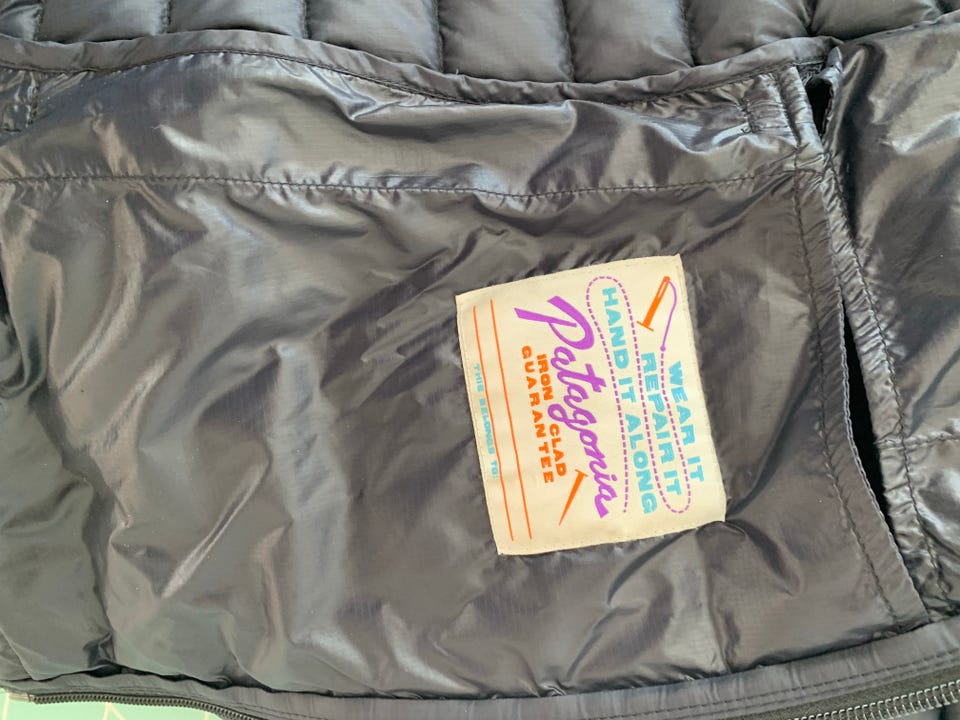 WEAR IT
REPAIR IT
HAND IT ALONG
Patagonia
IRON CLAD
GUARANTEE
THIS BELONGS TO: